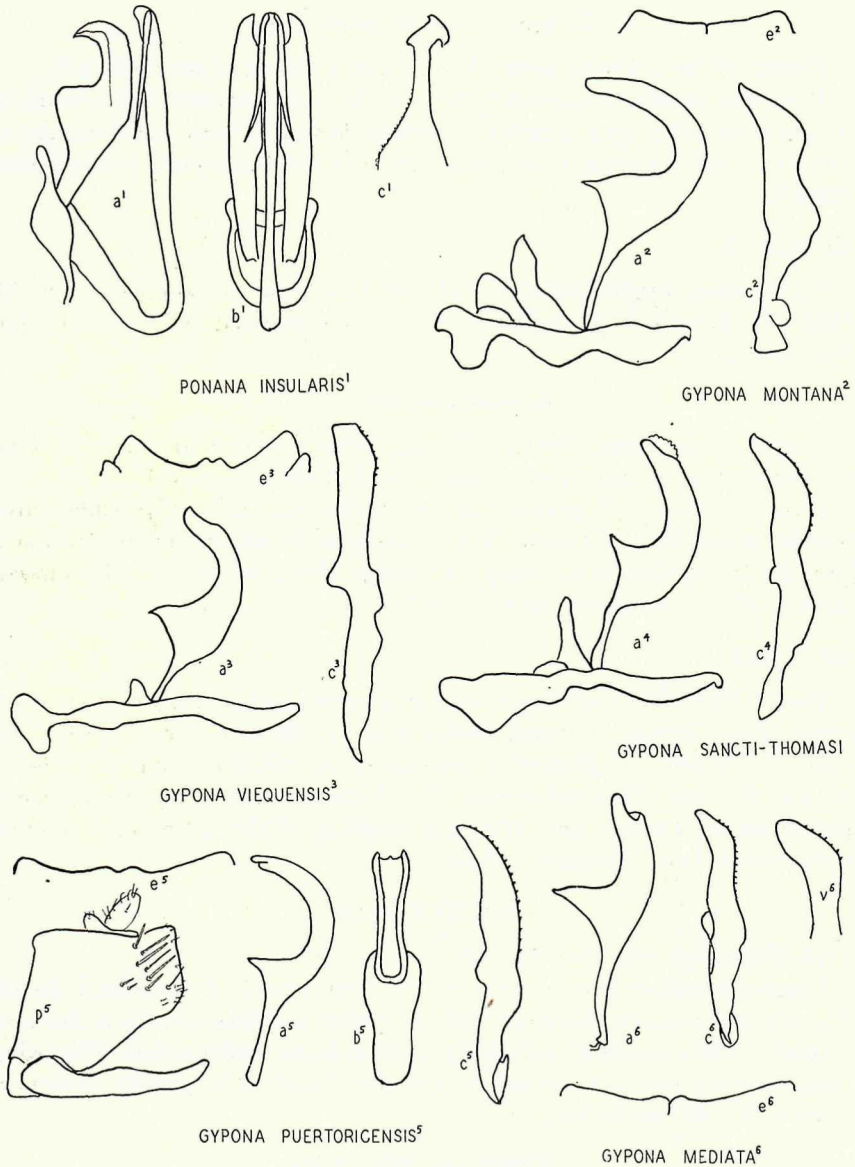 e²
a¹
b¹
c¹
a²
c²
PONANA INSULARIS¹
GYPONA MONTANA²
e³
a³
c³
a⁴
c⁴
GYPONA VIEQUENSIS³
GYPONA SANCTI-THOMASI
e⁵
p⁵
a⁵
b⁵
c⁵
a⁶
c⁶
v⁶
e⁶
GYPONA PUERTORICENSIS⁵
GYPONA MEDIATA⁶